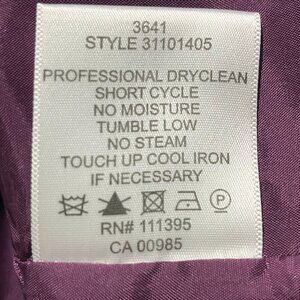 3641
STYLE 31101405
PROFESSIONAL DRYCLEAN
SHORT CYCLE
NO MOISTURE
TUMBLE LOW
NO STEAM
TOUCH UP COOL IRON
IF NECESSARY
P
RN# 111395
CA 00985